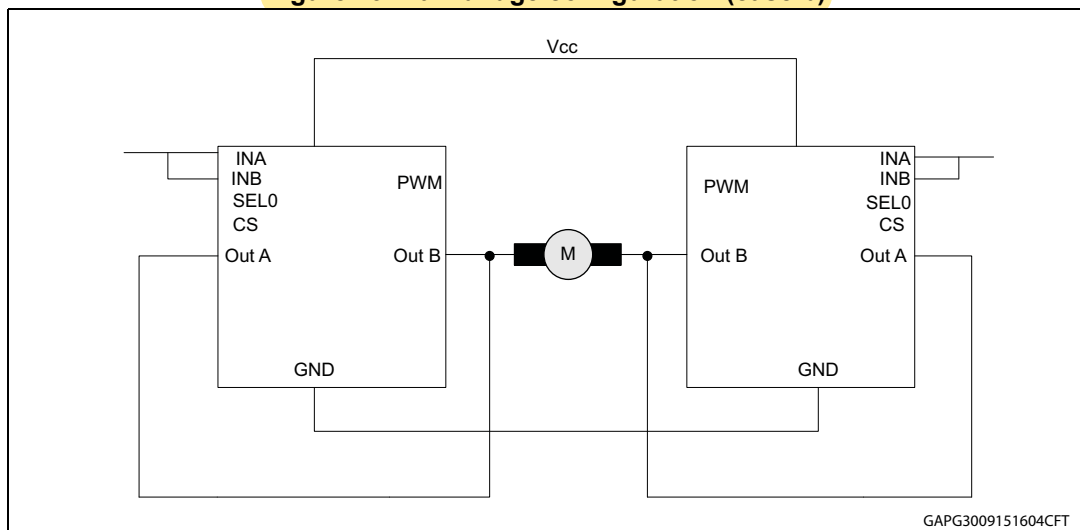 Vcc
INA
INB
SEL0
CS
PWM
Out A
Out B
GND
M
INA
INB
SEL0
CS
PWM
Out B
Out A
GND
GAPG3009151604CFT